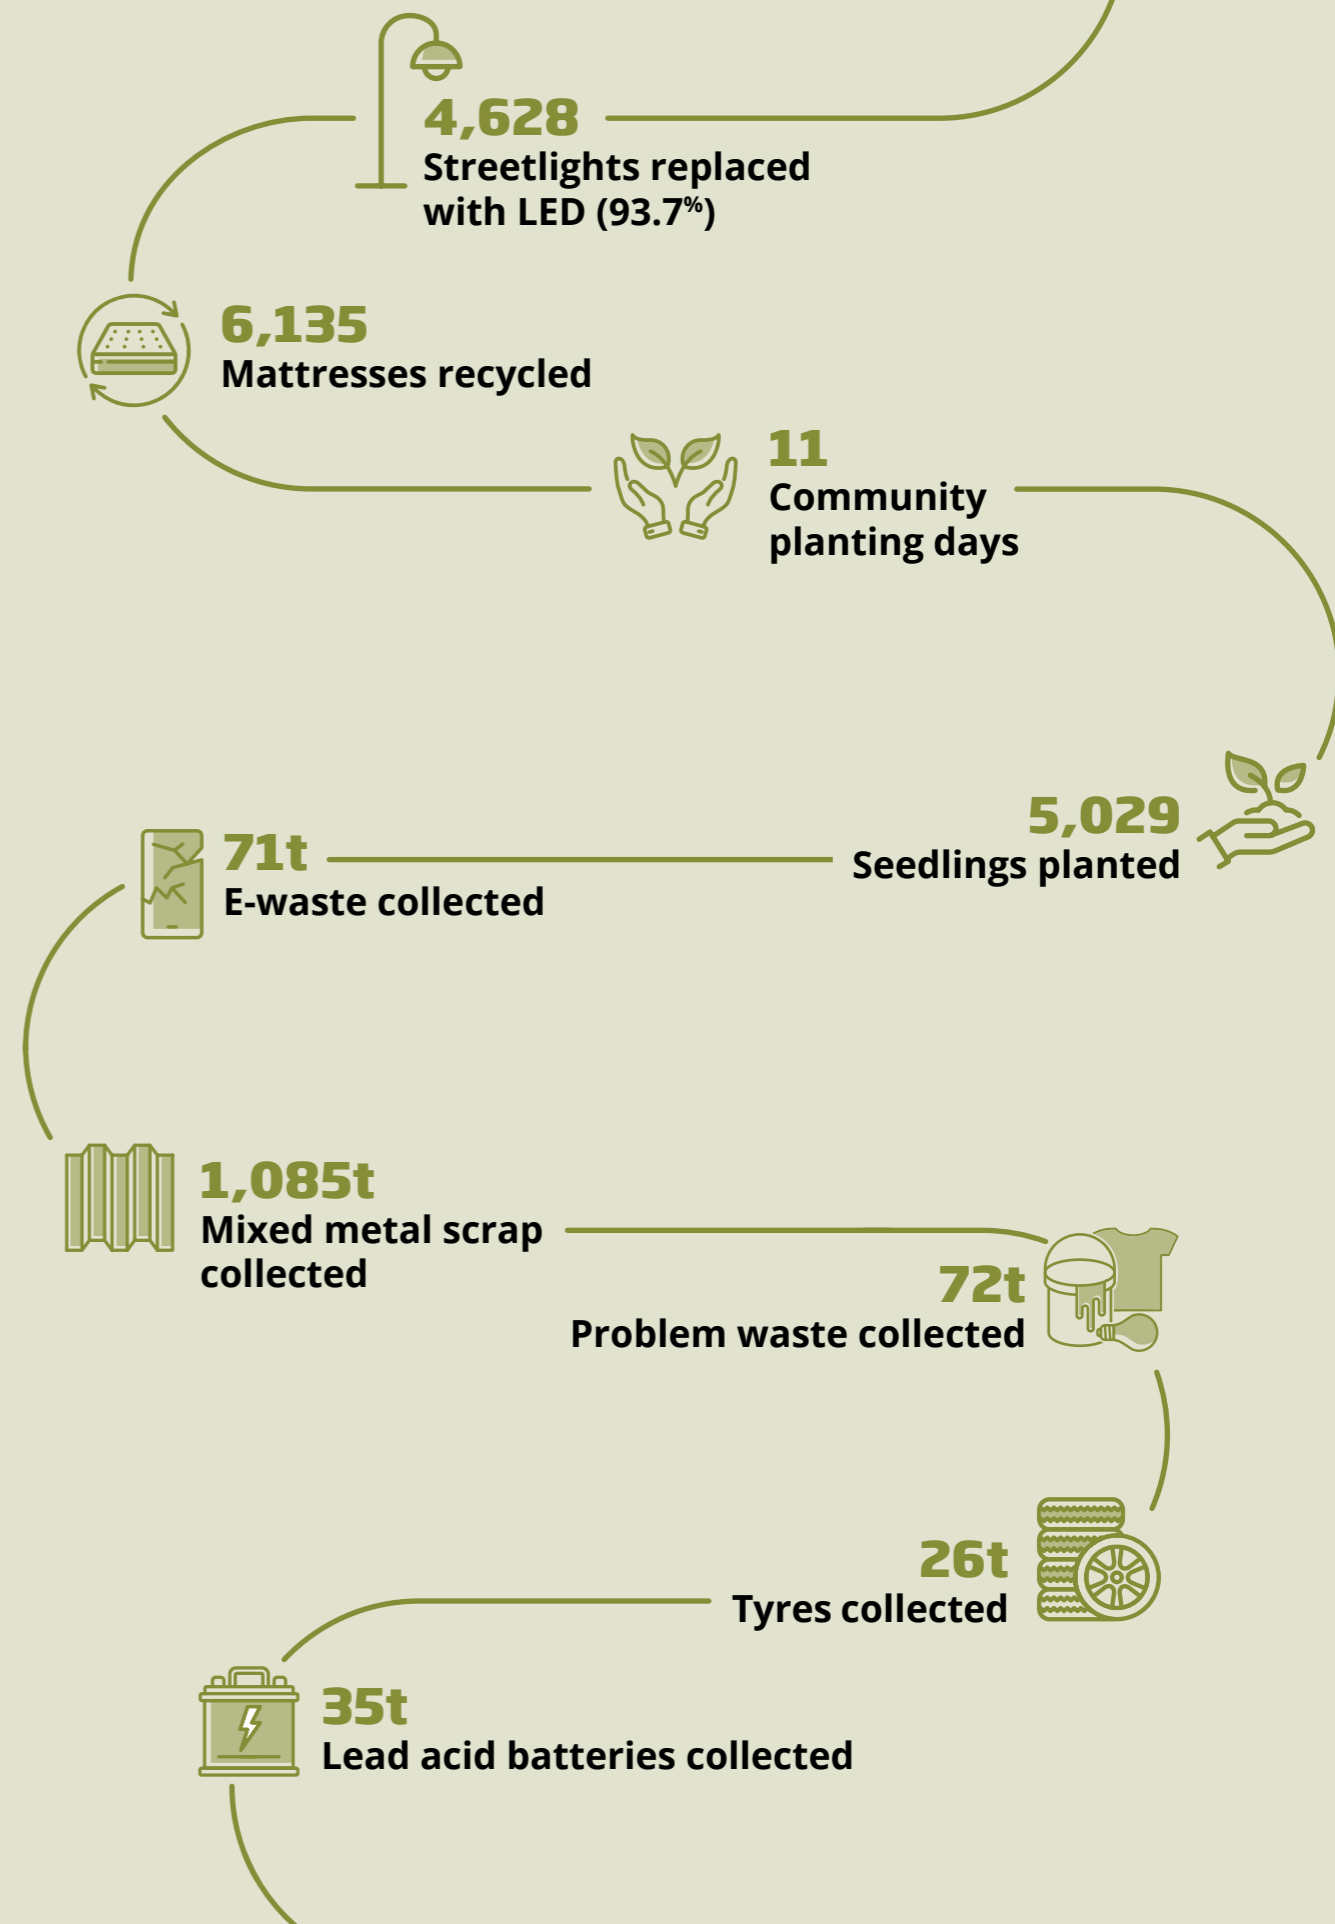 4,628
Streetlights replaced
with LED (93.7%)
6,135
Mattresses recycled
11
Community
planting days
5,029
Seedlings planted
71t
E-waste collected
1,085t
Mixed metal scrap
collected
72t
Problem waste collected
26t
Tyres collected
35t
Lead acid batteries collected